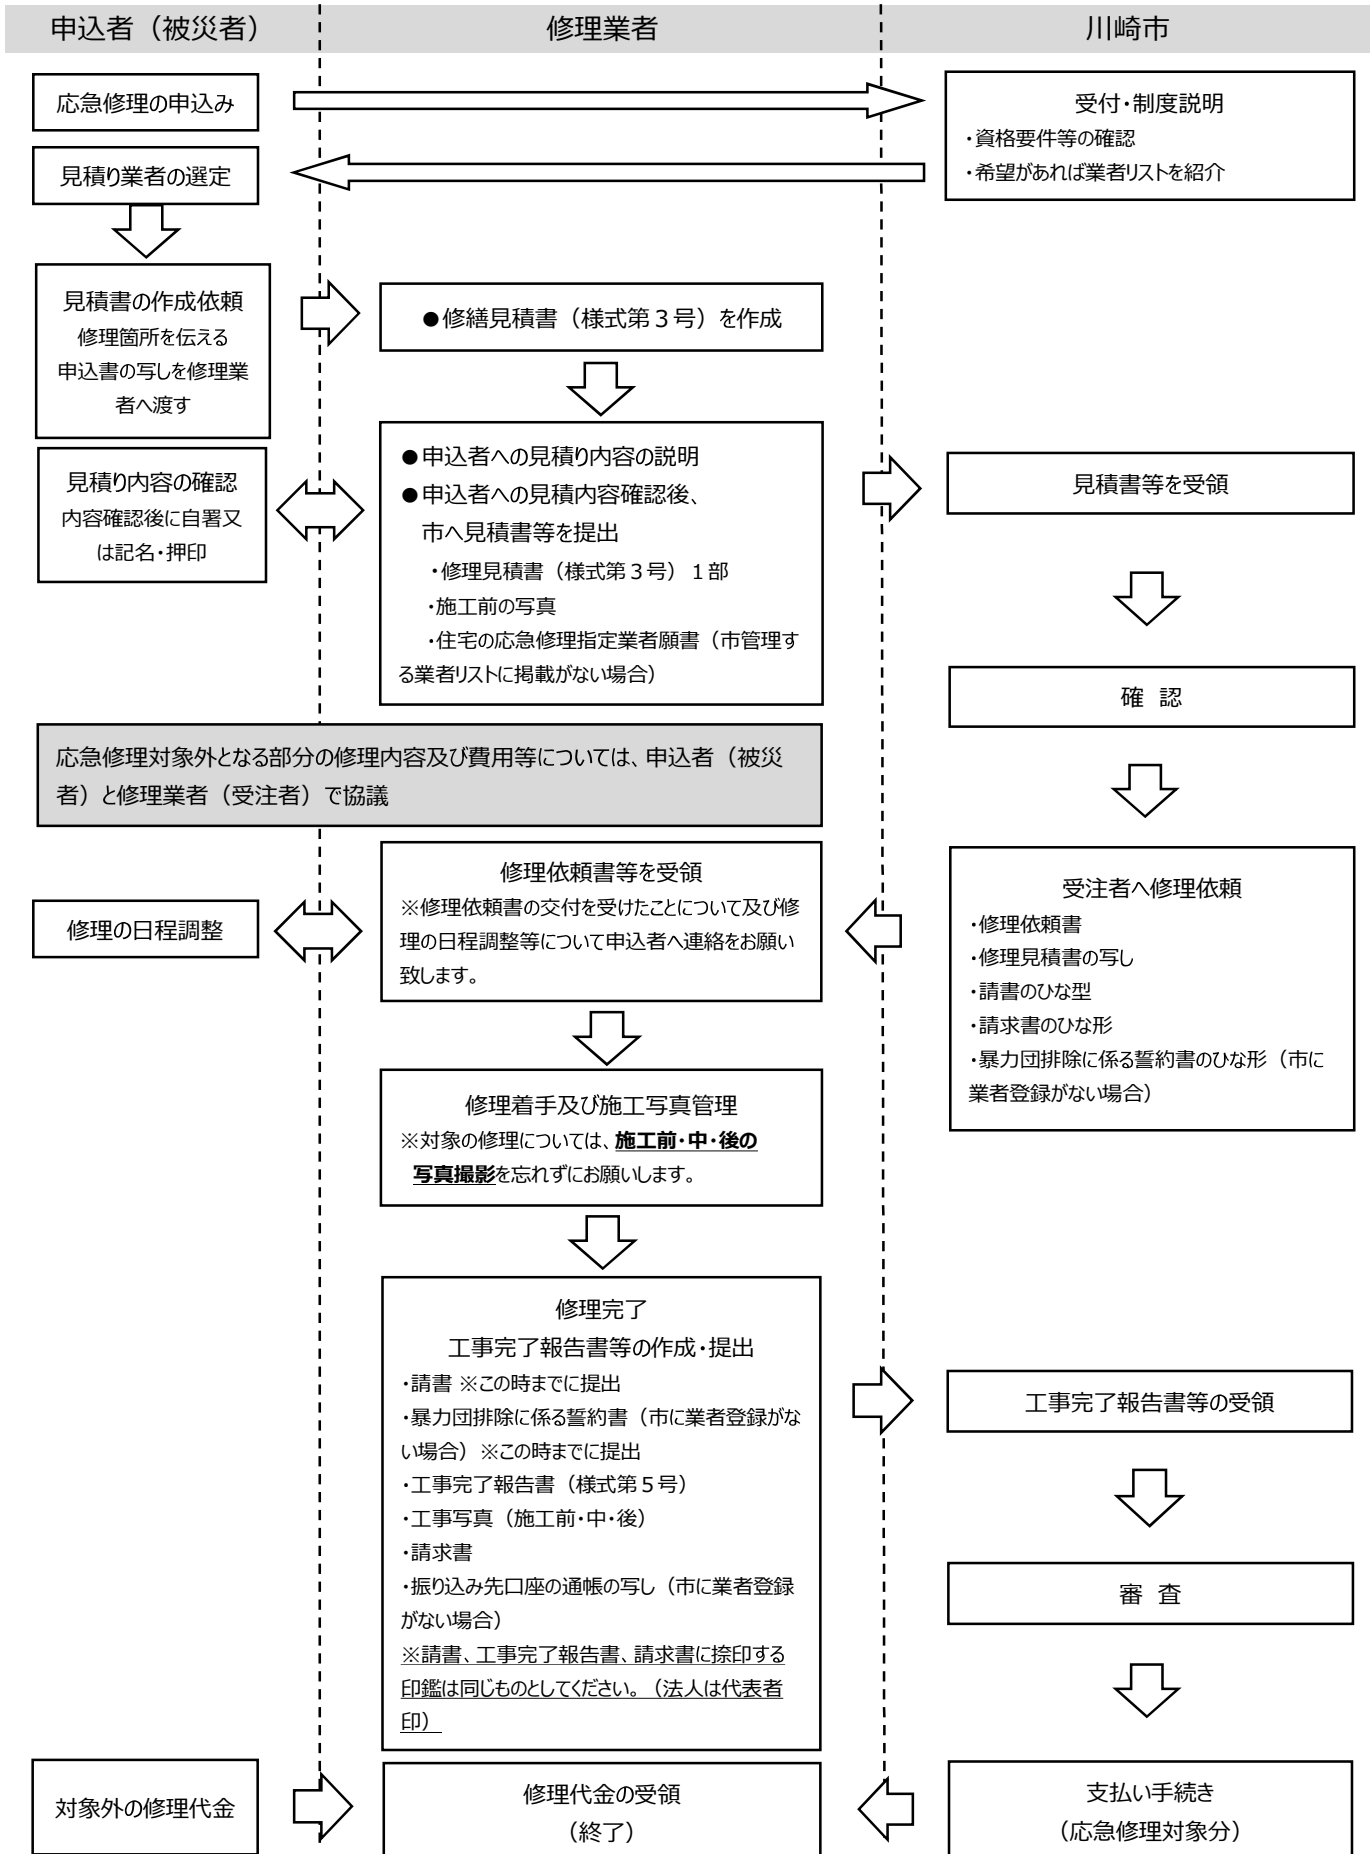 申込者（被災者）
修理業者
川崎市
応急修理の申込み
受付・制度説明
・資格要件等の確認
・希望があれば業者リストを紹介
見積り業者の選定
見積書の作成依頼
修理箇所を伝える
申込書の写しを修理業
者へ渡す
●修繕見積書（様式第３号）を作成
見積り内容の確認
内容確認後に自署又
は記名・押印
●申込者への見積り内容の説明
●申込者への見積内容確認後、
市へ見積書等を提出
・修理見積書（様式第３号）１部
・施工前の写真
・住宅の応急修理指定業者願書（市管理す
る業者リストに掲載がない場合）
見積書等を受領
確 認
応急修理対象外となる部分の修理内容及び費用等については、申込者（被災
者）と修理業者（受注者）で協議
修理の日程調整
修理依頼書等を受領
※修理依頼書の交付を受けたことについて及び修
理の日程調整等について申込者へ連絡をお願い
致します。
受注者へ修理依頼
・修理依頼書
・修理見積書の写し
・請書のひな型
・請求書のひな形
・暴力団排除に係る誓約書のひな形（市に
業者登録がない場合）
修理着手及び施工写真管理
※対象の修理については、施工前・中・後の
写真撮影を忘れずにお願いします。
修理完了
工事完了報告書等の作成・提出
・請書 ※この時までに提出
・暴力団排除に係る誓約書（市に業者登録がな
い場合）※この時までに提出
・工事完了報告書（様式第５号）
・工事写真（施工前・中・後）
・請求書
・振り込み先口座の通帳の写し（市に業者登録
がない場合）
※請書、工事完了報告書、請求書に捺印する
印鑑は同じものとしてください。（法人は代表者
印）
工事完了報告書等の受領
審 査
対象外の修理代金
修理代金の受領
（終了）
支払い手続き
（応急修理対象分）